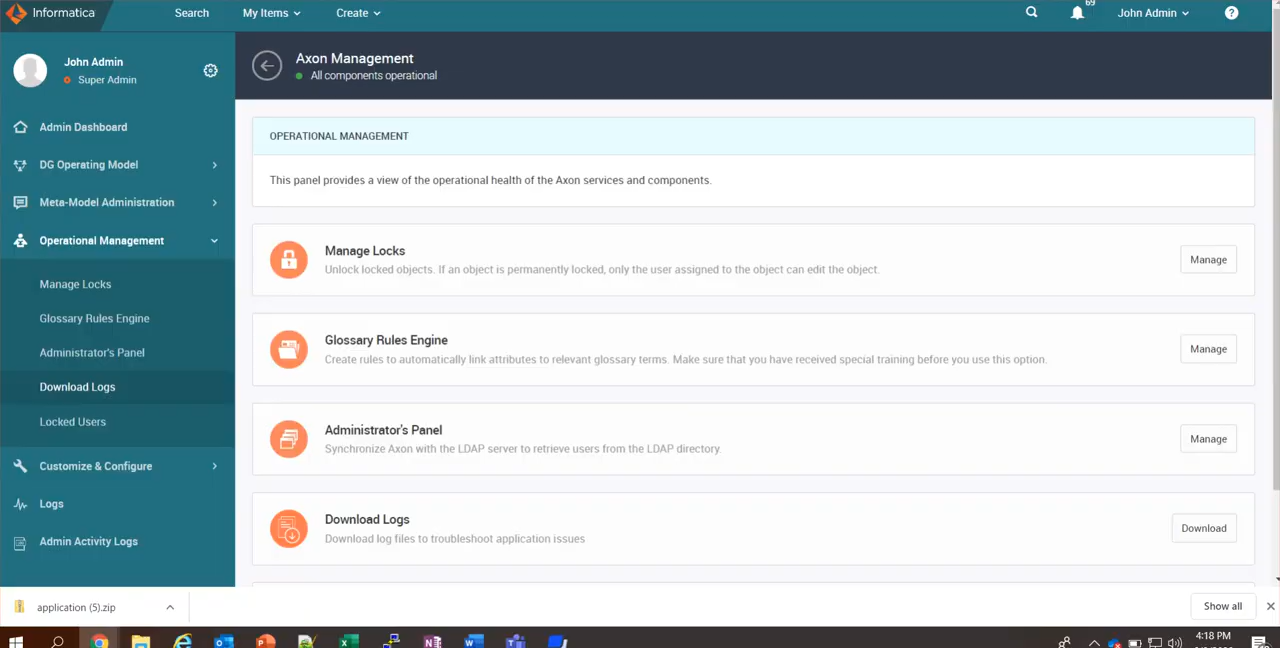 Informatica
Search
My Items
Create
69
John Admin
John Admin
Super Admin
Admin Dashboard
DG Operating Model
Meta-Model Administration
Operational Management
Manage Locks
Glossary Rules Engine
Administrator's Panel
Download Logs
Locked Users
Customize & Configure
Logs
Admin Activity Logs
Axon Management
All components operational
OPERATIONAL MANAGEMENT
This panel provides a view of the operational health of the Axon services and components.
Manage Locks
Unlock locked objects. If an object is permanently locked, only the user assigned to the object can edit the object.
Manage
Glossary Rules Engine
Create rules to automatically link attributes to relevant glossary terms. Make sure that you have received special training before you use this option.
Manage
Administrator's Panel
Synchronize Axon with the LDAP server to retrieve users from the LDAP directory.
Manage
Download Logs
Download log files to troubleshoot application issues
Download
application (5).zip
Show all
4:18 PM